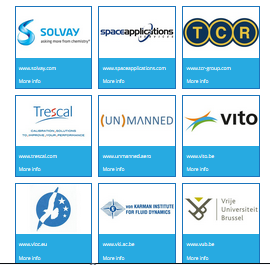 SOLVAY
asking more from chemistry®
www.solvay.com
More info
spaceapplications
SERVICES
www.spaceapplications.com
More info
TCR
www.tcr-group.com
More info
Trescal
CALIBRATION, SOLUTIONS
TO IMPROVE YOUR PERFORMANCE
www.trescal.com
More info
(UN)MANNED
www.unmanned.aero
More info
vito
www.vito.be
More info
www.vloc.eu
More info
von KARMAN INSTITUTE
FOR FLUID DYNAMICS
www.vki.ac.be
More info
Vrije
Universiteit
Brussel
www.vub.be
More info